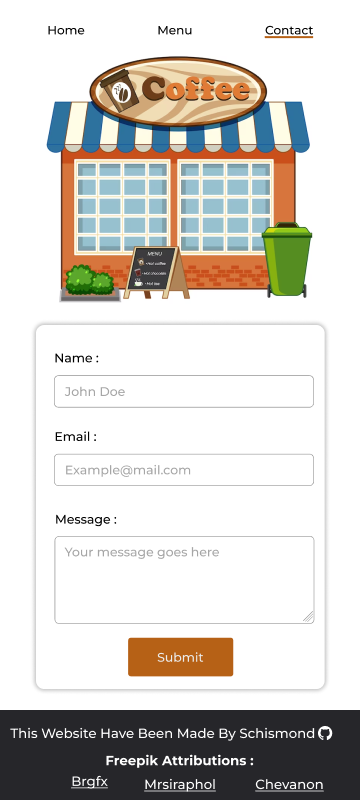 Home Menu Contact
Coffee
MENU
•Hot coffee
•Hot chocolate
•Hot tea
Name :
John Doe
Email :
Example@mail.com
Message :
Your message goes here
Submit
This Website Have Been Made By Schismond
Freepik Attributions :
Brgfx Mrsiraphol Chevanon